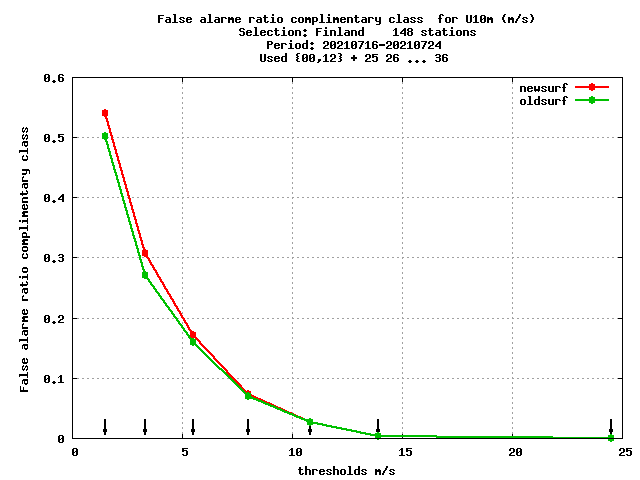 False alarme ratio complimentary class  for U10m (m/s)
Selection: Finland    148 stations
Period: 20210716-20210724
Used {00,12} + 25 26 ... 36
newsurf
oldsurf
False alarme ratio complimentary class
0.6
0.5
0.4
0.3
0.2
0.1
0
0 5 10 15 20 25
thresholds m/s